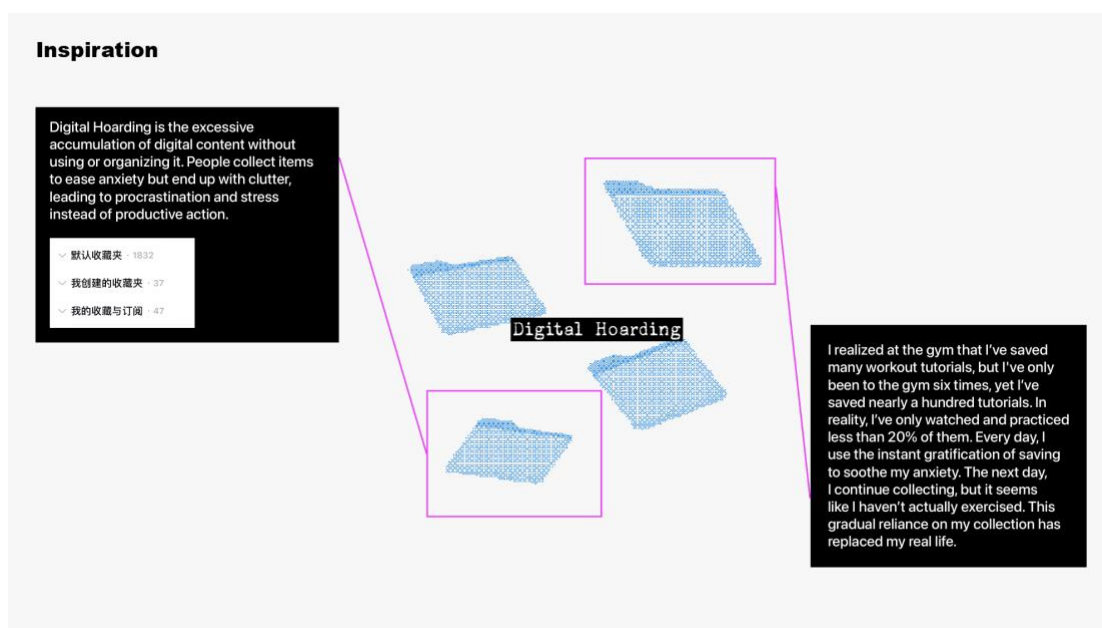 Inspiration
Digital Hoarding is the excessive
accumulation of digital content without
using or organizing it. People collect items
to ease anxiety but end up with clutter,
leading to procrastination and stress
instead of productive action.
默认收藏夹 · 1832
我创建的收藏夹 · 37
我的收藏与订阅 · 47
Digital Hoarding
I realized at the gym that I’ve saved
many workout tutorials, but I've only
been to the gym six times, yet I’ve
saved nearly a hundred tutorials. In
reality, I’ve only watched and practiced
less than 20% of them. Every day, I
use the instant gratification of saving
to soothe my anxiety. The next day,
I continue collecting, but it seems
like I haven’t actually exercised. This
gradual reliance on my collection has
replaced my real life.